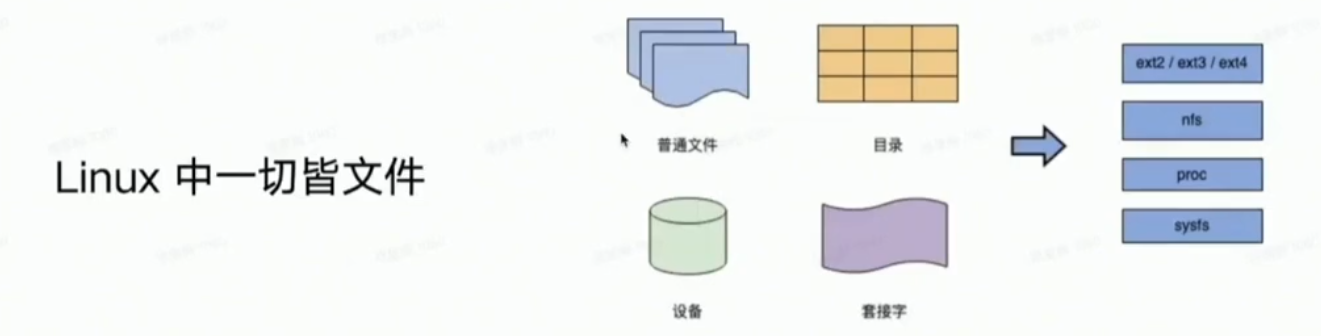 Linux 中一切皆文件
普通文件
目录
设备
套接字
ext2 / ext3 / ext4
nfs
proc
sysfs